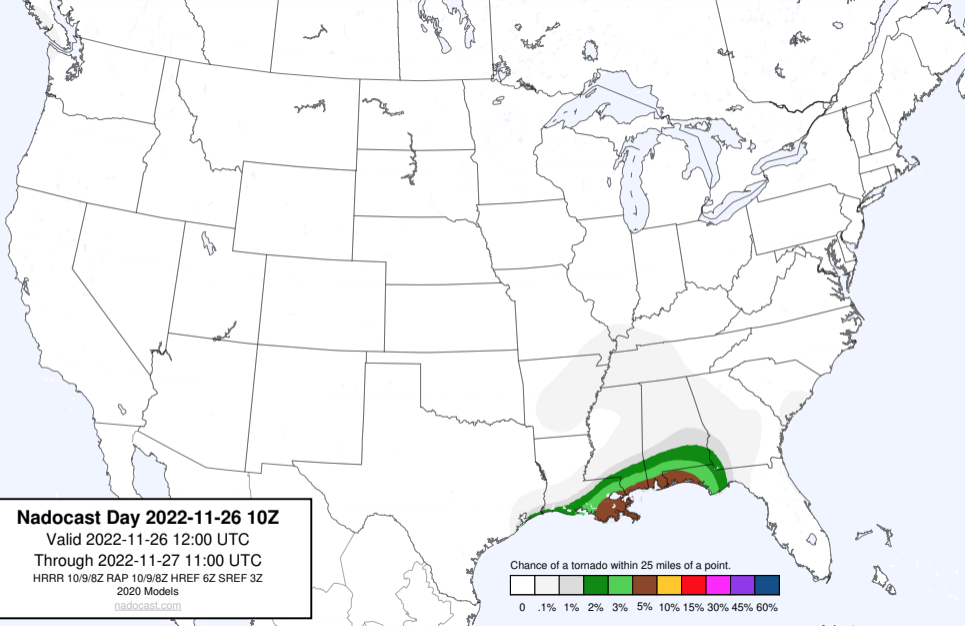 Nadocast Day 2022-11-26 10Z
Valid 2022-11-26 12:00 UTC
Through 2022-11-27 11:00 UTC
HRRR 10/9/8Z RAP 10/9/8Z HREF 6Z SREF 3Z
2020 Models
nadocast.com
Chance of a tornado within 25 miles of a point.
0 .1% 1% 2% 3% 5% 10% 15% 30% 45% 60%